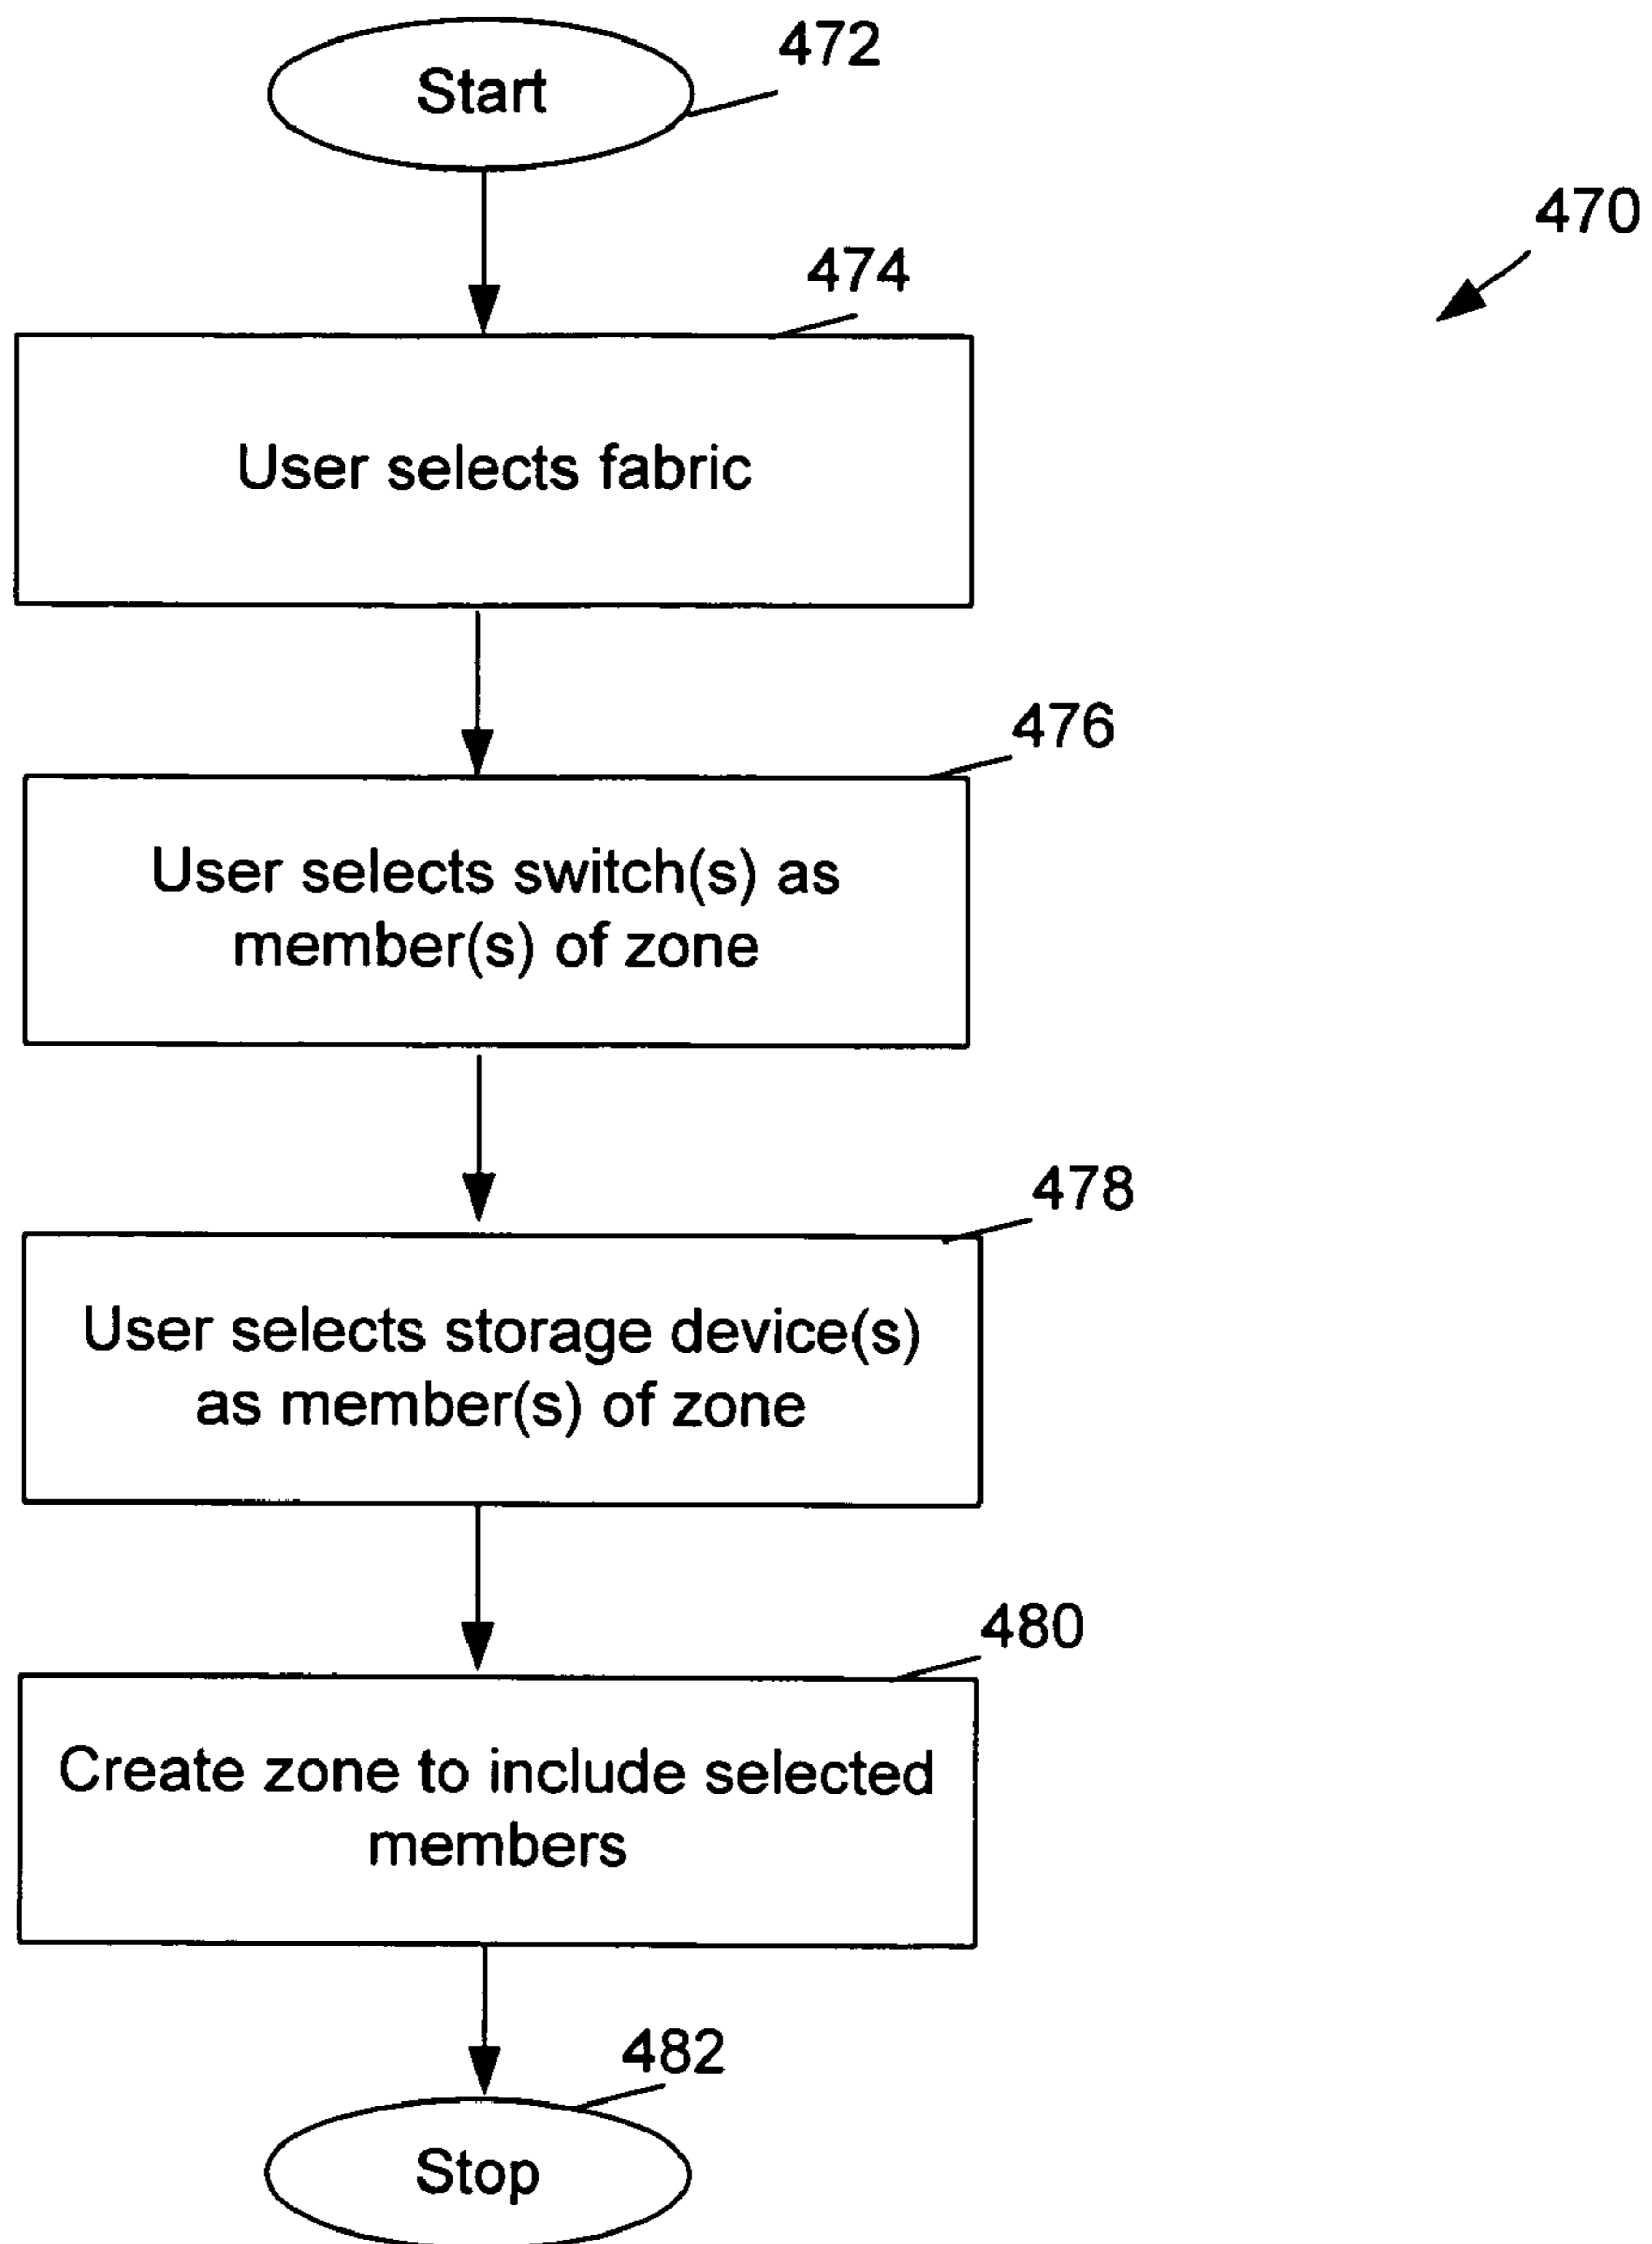 472
Start
470
474
User selects fabric
476
User selects switch(s) as
member(s) of zone
478
User selects storage device(s)
as member(s) of zone
480
Create zone to include selected
members
482
Stop